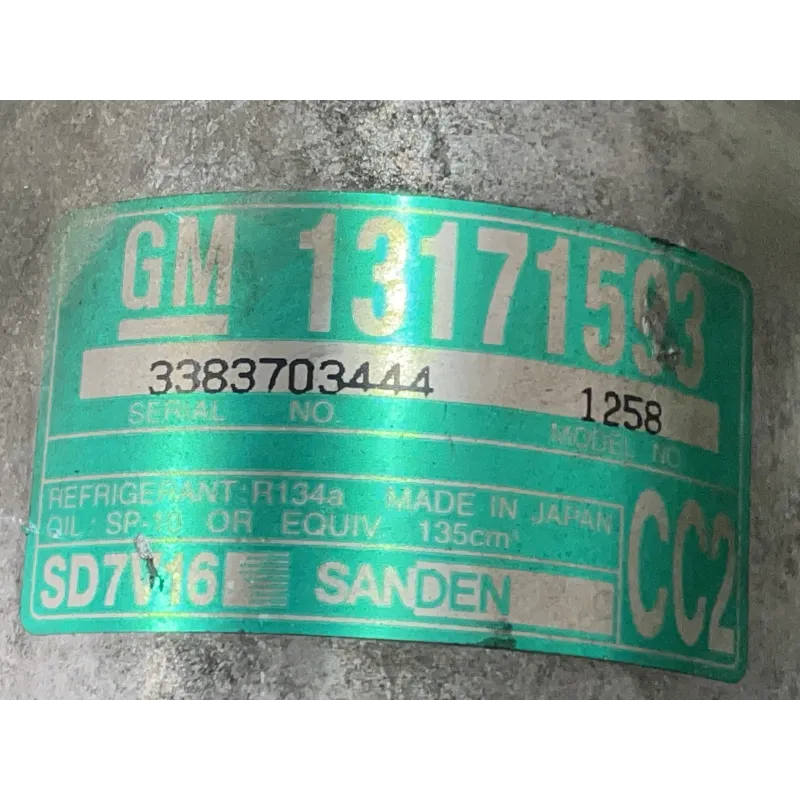 GM 13171593
3383703444 1258
SERIAL NO. MODEL NO
REFRIGERANT: R134a MADE IN JAPAN
OIL: SP-10 OR EQUIV 135cm³
SD7V16 SANDEN
CC2